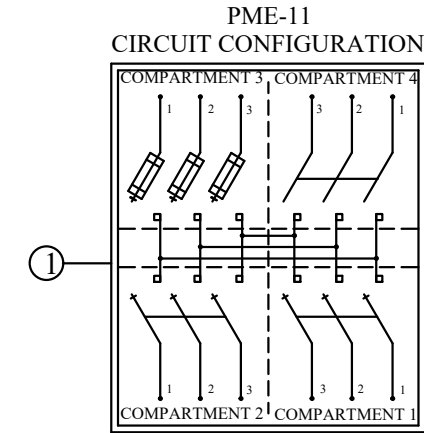 PME-11
CIRCUIT CONFIGURATION
COMPARTMENT 3 COMPARTMENT 4
1 2 3 3 2 1
1
1 2 3 3 2 1
COMPARTMENT 2 COMPARTMENT 1